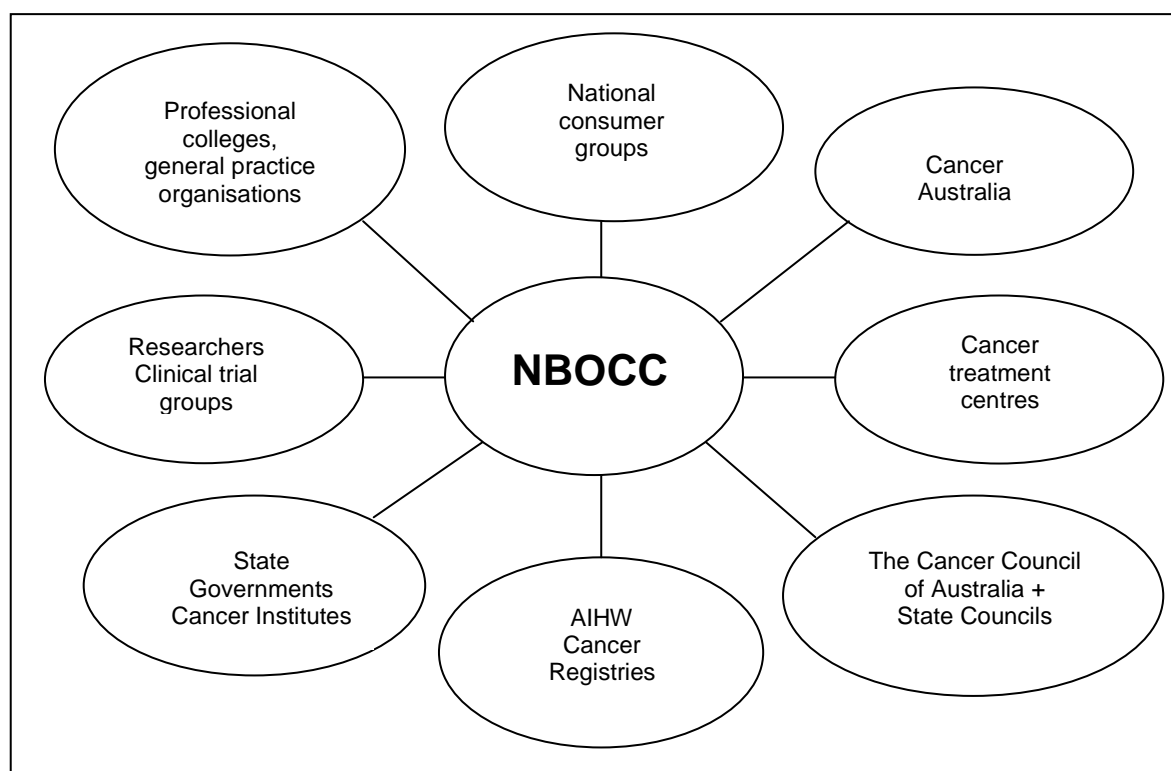 Professional
colleges,
general practice
organisations
National
consumer
groups
Cancer
Australia
Researchers
Clinical trial
groups
NBOCC
Cancer
treatment
centres
State
Governments
Cancer Institutes
AIHW
Cancer
Registries
The Cancer Council
of Australia +
State Councils